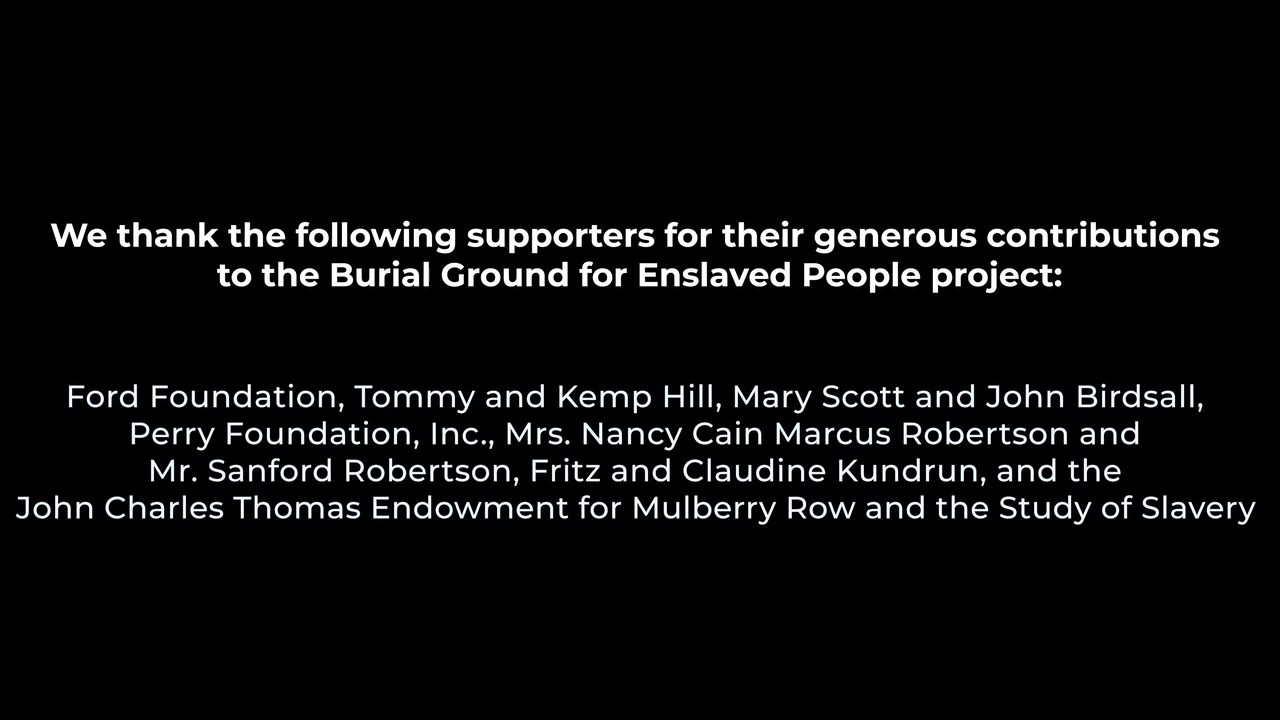 We thank the following supporters for their generous contributions
to the Burial Ground for Enslaved People project:
Ford Foundation, Tommy and Kemp Hill, Mary Scott and John Birdsall,
Perry Foundation, Inc., Mrs. Nancy Cain Marcus Robertson and
Mr. Sanford Robertson, Fritz and Claudine Kundrun, and the
John Charles Thomas Endowment for Mulberry Row and the Study of Slavery